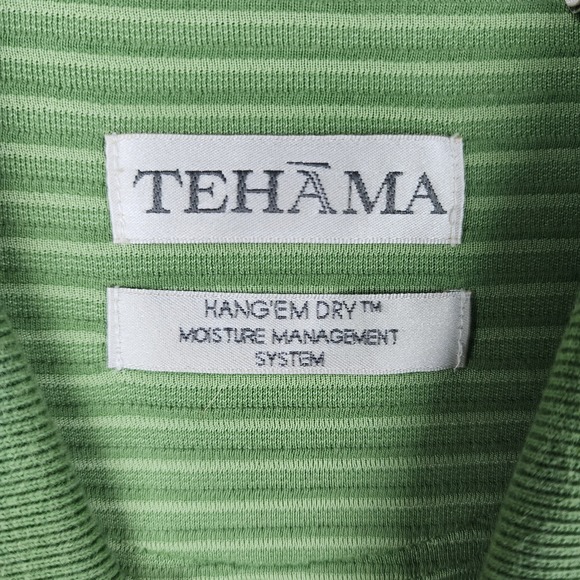 TEHĀMA
HANG'EM DRY™
MOISTURE MANAGEMENT
SYSTEM